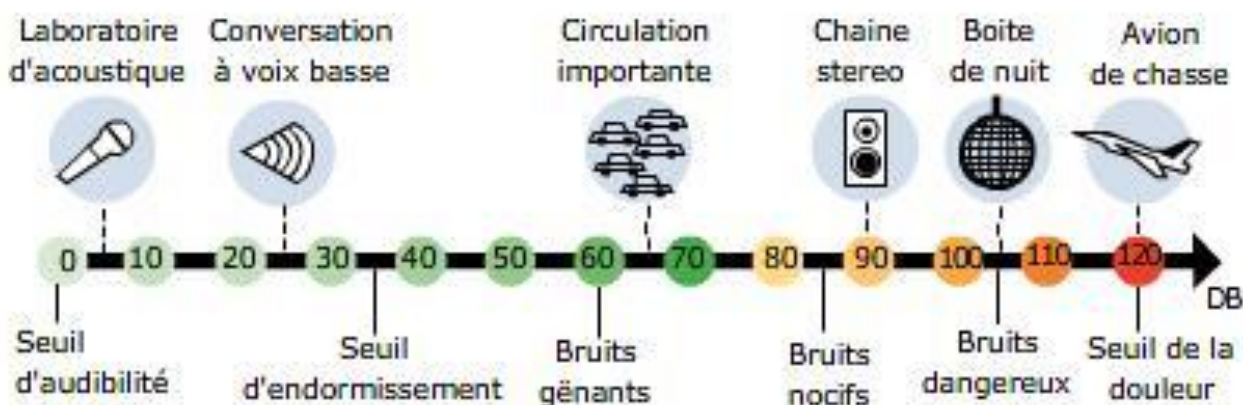 Laboratoire
d'acoustique
Conversation
à voix basse
Circulation
importante
Chaine
stereo
Boite
de nuit
Avion
de chasse
0 10 20 30 40 50 60 70 80 90 100 110 120
DB
Seuil
d'audibilité
Seuil
d'endormissement
Bruits
gënants
Bruits
nocifs
Bruits
dangereux
Seuil de la
douleur